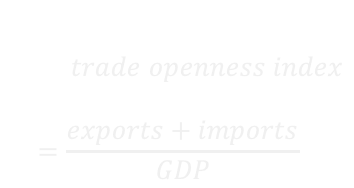 trade openness index
= exports + imports
GDP